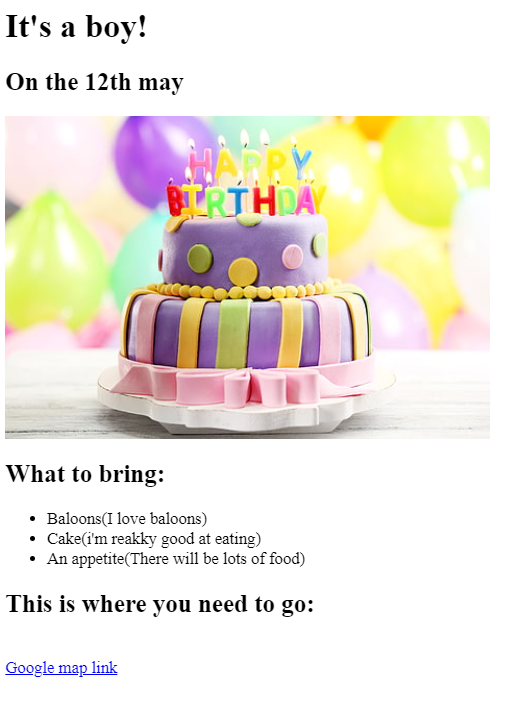 It's a boy!
On the 12th may
HAPPY
BIRTHDAY
What to bring:
Baloons(I love baloons)
Cake(i'm reakky good at eating)
An appetite(There will be lots of food)
This is where you need to go:
Google map link